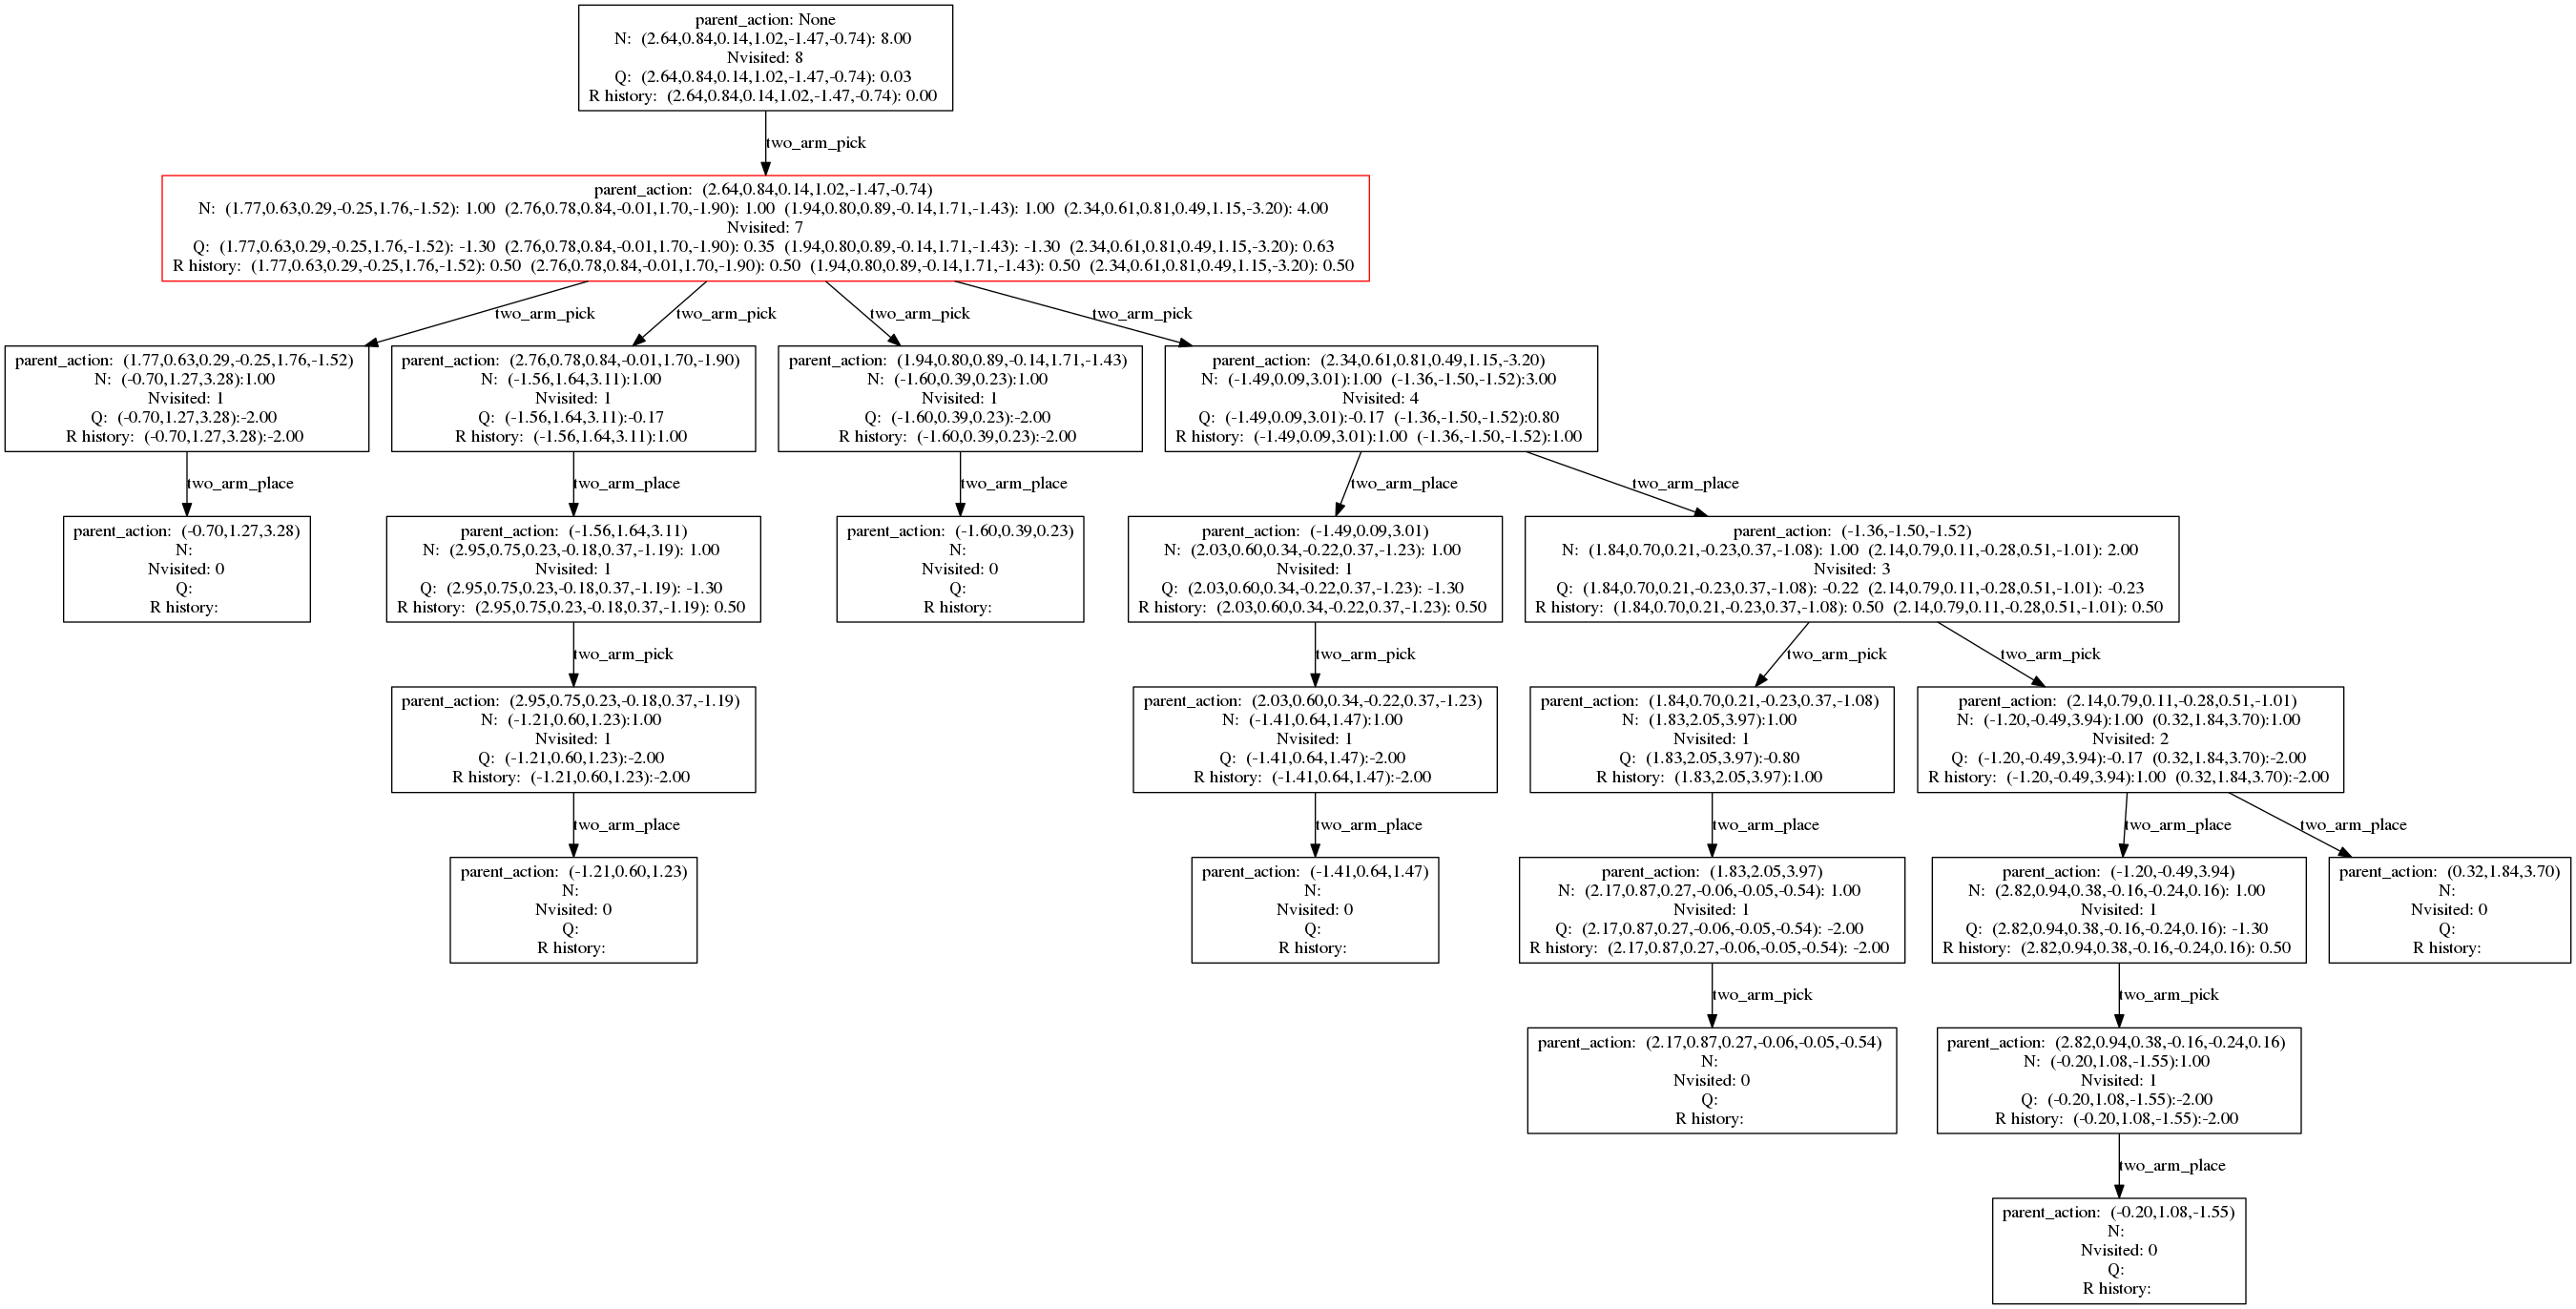 parent_action: None
N: (2.64,0.84,0.14,1.02,-1.47,-0.74): 8.00
Nvisited: 8
Q: (2.64,0.84,0.14,1.02,-1.47,-0.74): 0.03
R history: (2.64,0.84,0.14,1.02,-1.47,-0.74): 0.00
two_arm_pick
parent_action: (2.64,0.84,0.14,1.02,-1.47,-0.74)
N: (1.77,0.63,0.29,-0.25,1.76,-1.52): 1.00 (2.76,0.78,0.84,-0.01,1.70,-1.90): 1.00 (1.94,0.80,0.89,-0.14,1.71,-1.43): 1.00 (2.34,0.61,0.81,0.49,1.15,-3.20): 4.00
Nvisited: 7
Q: (1.77,0.63,0.29,-0.25,1.76,-1.52): -1.30 (2.76,0.78,0.84,-0.01,1.70,-1.90): 0.35 (1.94,0.80,0.89,-0.14,1.71,-1.43): -1.30 (2.34,0.61,0.81,0.49,1.15,-3.20): 0.63
R history: (1.77,0.63,0.29,-0.25,1.76,-1.52): 0.50 (2.76,0.78,0.84,-0.01,1.70,-1.90): 0.50 (1.94,0.80,0.89,-0.14,1.71,-1.43): 0.50 (2.34,0.61,0.81,0.49,1.15,-3.20): 0.50
two_arm_pick
two_arm_pick
two_arm_pick
two_arm_pick
parent_action: (1.77,0.63,0.29,-0.25,1.76,-1.52)
N: (-0.70,1.27,3.28):1.00
Nvisited: 1
Q: (-0.70,1.27,3.28):-2.00
R history: (-0.70,1.27,3.28):-2.00
parent_action: (2.76,0.78,0.84,-0.01,1.70,-1.90)
N: (-1.56,1.64,3.11):1.00
Nvisited: 1
Q: (-1.56,1.64,3.11):-0.17
R history: (-1.56,1.64,3.11):1.00
parent_action: (1.94,0.80,0.89,-0.14,1.71,-1.43)
N: (-1.60,0.39,0.23):1.00
Nvisited: 1
Q: (-1.60,0.39,0.23):-2.00
R history: (-1.60,0.39,0.23):-2.00
parent_action: (2.34,0.61,0.81,0.49,1.15,-3.20)
N: (-1.49,0.09,3.01):1.00 (-1.36,-1.50,-1.52):3.00
Nvisited: 4
Q: (-1.49,0.09,3.01):-0.17 (-1.36,-1.50,-1.52):0.80
R history: (-1.49,0.09,3.01):1.00 (-1.36,-1.50,-1.52):1.00
two_arm_place
two_arm_place
two_arm_place
two_arm_place
two_arm_place
parent_action: (-0.70,1.27,3.28)
N:
Nvisited: 0
Q:
R history:
parent_action: (-1.56,1.64,3.11)
N: (2.95,0.75,0.23,-0.18,0.37,-1.19): 1.00
Nvisited: 1
Q: (2.95,0.75,0.23,-0.18,0.37,-1.19): -1.30
R history: (2.95,0.75,0.23,-0.18,0.37,-1.19): 0.50
parent_action: (-1.60,0.39,0.23)
N:
Nvisited: 0
Q:
R history:
parent_action: (-1.49,0.09,3.01)
N: (2.03,0.60,0.34,-0.22,0.37,-1.23): 1.00
Nvisited: 1
Q: (2.03,0.60,0.34,-0.22,0.37,-1.23): -1.30
R history: (2.03,0.60,0.34,-0.22,0.37,-1.23): 0.50
parent_action: (-1.36,-1.50,-1.52)
N: (1.84,0.70,0.21,-0.23,0.37,-1.08): 1.00 (2.14,0.79,0.11,-0.28,0.51,-1.01): 2.00
Nvisited: 3
Q: (1.84,0.70,0.21,-0.23,0.37,-1.08): -0.22 (2.14,0.79,0.11,-0.28,0.51,-1.01): -0.23
R history: (1.84,0.70,0.21,-0.23,0.37,-1.08): 0.50 (2.14,0.79,0.11,-0.28,0.51,-1.01): 0.50
two_arm_pick
two_arm_pick
two_arm_pick
two_arm_pick
parent_action: (2.95,0.75,0.23,-0.18,0.37,-1.19)
N: (-1.21,0.60,1.23):1.00
Nvisited: 1
Q: (-1.21,0.60,1.23):-2.00
R history: (-1.21,0.60,1.23):-2.00
parent_action: (2.03,0.60,0.34,-0.22,0.37,-1.23)
N: (-1.41,0.64,1.47):1.00
Nvisited: 1
Q: (-1.41,0.64,1.47):-2.00
R history: (-1.41,0.64,1.47):-2.00
parent_action: (1.84,0.70,0.21,-0.23,0.37,-1.08)
N: (1.83,2.05,3.97):1.00
Nvisited: 1
Q: (1.83,2.05,3.97):-0.80
R history: (1.83,2.05,3.97):1.00
parent_action: (2.14,0.79,0.11,-0.28,0.51,-1.01)
N: (-1.20,-0.49,3.94):1.00 (0.32,1.84,3.70):1.00
Nvisited: 2
Q: (-1.20,-0.49,3.94):-0.17 (0.32,1.84,3.70):-2.00
R history: (-1.20,-0.49,3.94):1.00 (0.32,1.84,3.70):-2.00
two_arm_place
two_arm_place
two_arm_place
two_arm_place
two_arm_place
parent_action: (-1.21,0.60,1.23)
N:
Nvisited: 0
Q:
R history:
parent_action: (-1.41,0.64,1.47)
N:
Nvisited: 0
Q:
R history:
parent_action: (1.83,2.05,3.97)
N: (2.17,0.87,0.27,-0.06,-0.05,-0.54): 1.00
Nvisited: 1
Q: (2.17,0.87,0.27,-0.06,-0.05,-0.54): -2.00
R history: (2.17,0.87,0.27,-0.06,-0.05,-0.54): -2.00
parent_action: (-1.20,-0.49,3.94)
N: (2.82,0.94,0.38,-0.16,-0.24,0.16): 1.00
Nvisited: 1
Q: (2.82,0.94,0.38,-0.16,-0.24,0.16): -1.30
R history: (2.82,0.94,0.38,-0.16,-0.24,0.16): 0.50
parent_action: (0.32,1.84,3.70)
N:
Nvisited: 0
Q:
R history:
two_arm_pick
two_arm_pick
parent_action: (2.17,0.87,0.27,-0.06,-0.05,-0.54)
N:
Nvisited: 0
Q:
R history:
parent_action: (2.82,0.94,0.38,-0.16,-0.24,0.16)
N: (-0.20,1.08,-1.55):1.00
Nvisited: 1
Q: (-0.20,1.08,-1.55):-2.00
R history: (-0.20,1.08,-1.55):-2.00
two_arm_place
parent_action: (-0.20,1.08,-1.55)
N:
Nvisited: 0
Q:
R history: